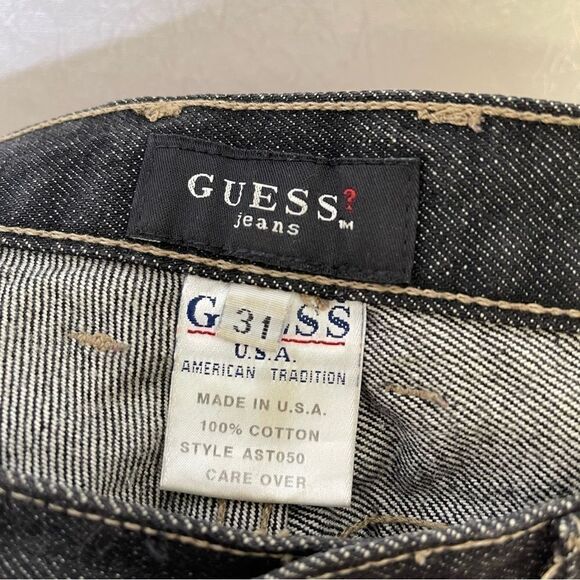 GUESS?
jeans TM
G 31 SS
U.S.A.
AMERICAN TRADITION
MADE IN U.S.A.
100% COTTON
STYLE AST050
CARE OVER